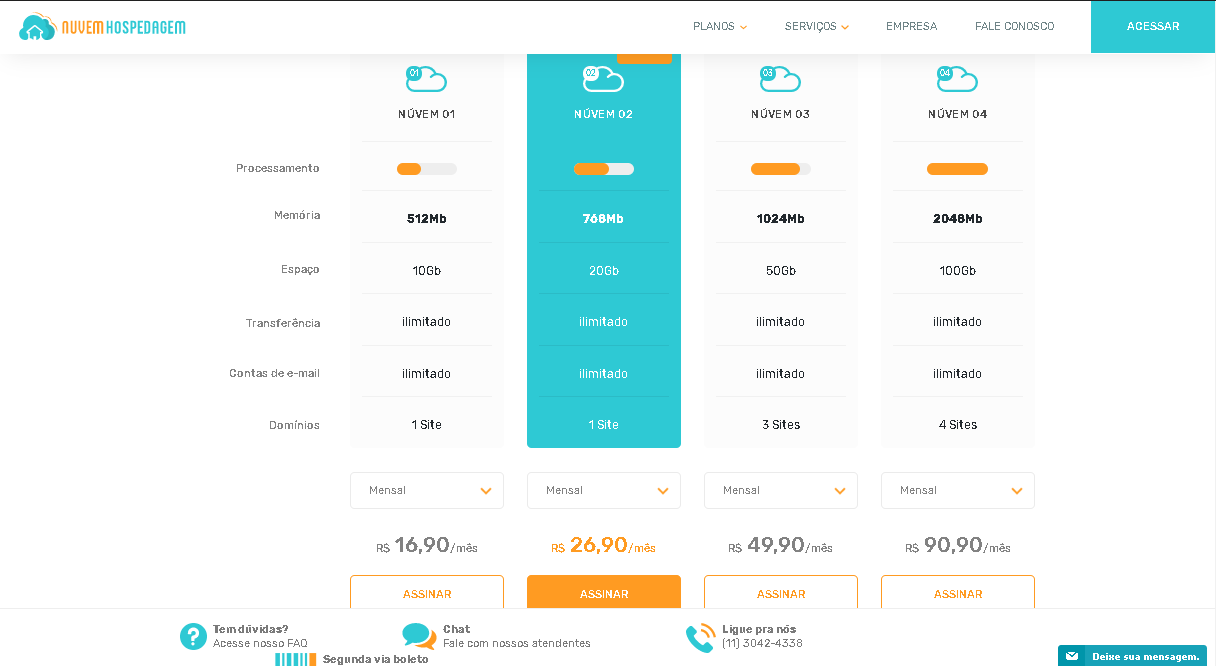 NUVEM HOSPEDAGEM PLANOS SERVIÇOS EMPRESA FALE CONOSCO ACESSAR
01 02 03 04
NÚVEM 01 NÚVEM 02 NÚVEM 03 NÚVEM 04
Processamento
Memória 512Mb 768Mb 1024Mb 2048Mb
Espaço 10Gb 20Gb 50Gb 100Gb
Transferência ilimitado ilimitado ilimitado ilimitado
Contas de e-mail ilimitado ilimitado ilimitado ilimitado
Domínios 1 Site 1 Site 3 Sites 4 Sites
Mensal Mensal Mensal Mensal
R$ 16,90/mês R$ 26,90/mês R$ 49,90/mês R$ 90,90/mês
ASSINAR ASSINAR ASSINAR ASSINAR
Tem dúvidas? Chat Ligue pra nós
Acesse nosso FAQ Fale com nossos atendentes (11) 3042-4338
Segunda via boleto Deixe sua mensagem.